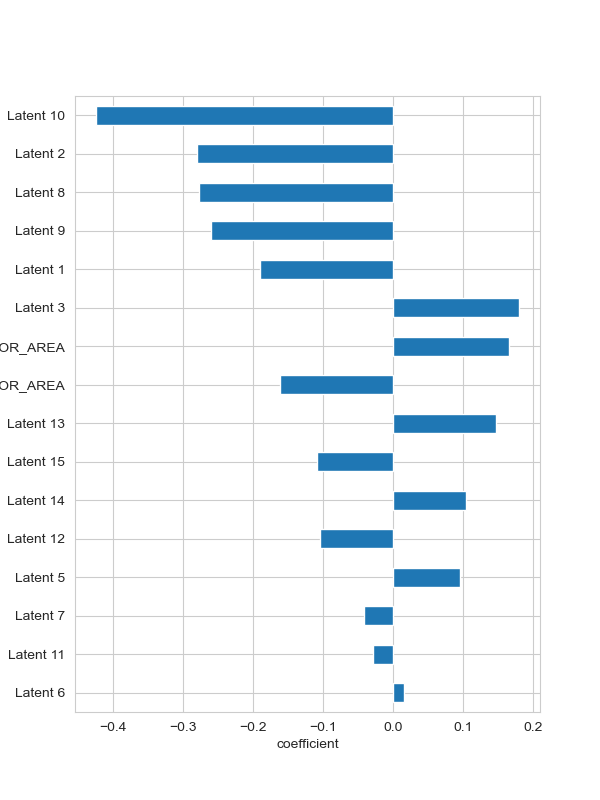 Latent 10
Latent 2
Latent 8
Latent 9
Latent 1
Latent 3
OR_AREA
OR_AREA
Latent 13
Latent 15
Latent 14
Latent 12
Latent 5
Latent 7
Latent 11
Latent 6
−0.4 −0.3 −0.2 −0.1 0.0 0.1 0.2
coefficient